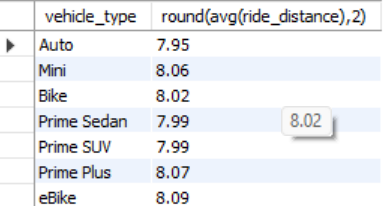 vehicle_type round(avg(ride_distance),2)
Auto 7.95
Mini 8.06
Bike 8.02
Prime Sedan 7.99 8.02
Prime SUV 7.99
Prime Plus 8.07
eBike 8.09